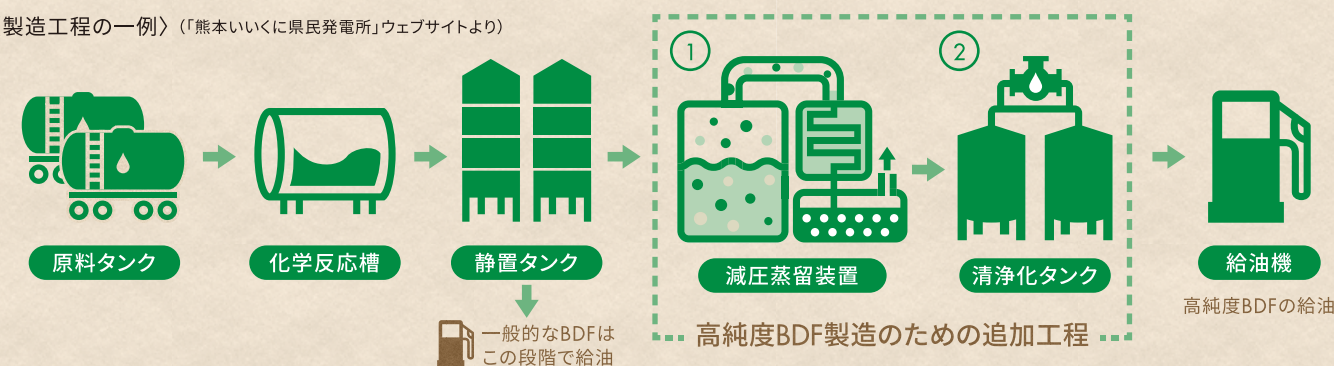 製造工程の一例〉(「熊本いいくに県民発電所」ウェブサイトより)
1
2
原料タンク
化学反応槽
静置タンク
減圧蒸留装置
清浄化タンク
給油機
高純度BDFの給油
一般的なBDFは
この段階で給油
高純度BDF製造のための追加工程